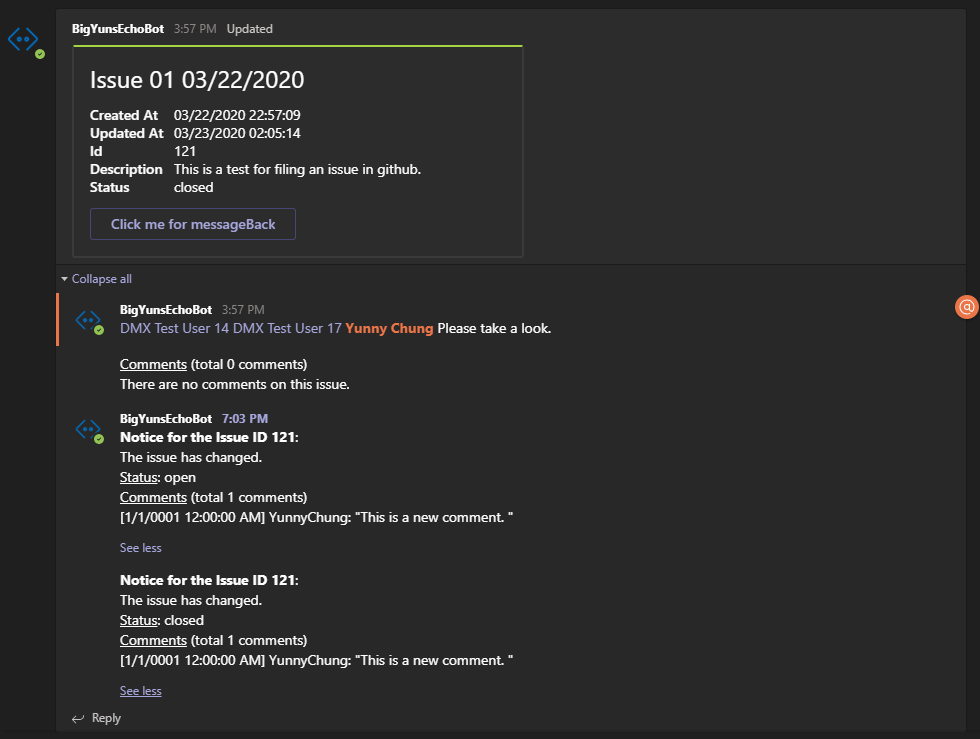 BigYunsEchoBot 3:57 PM Updated
Issue 01 03/22/2020
Created At 03/22/2020 22:57:09
Updated At 03/23/2020 02:05:14
Id 121
Description This is a test for filing an issue in github.
Status closed
Click me for messageBack
Collapse all
BigYunsEchoBot 3:57 PM
DMX Test User 14 DMX Test User 17 Yunny Chung Please take a look.
Comments (total 0 comments)
There are no comments on this issue.
BigYunsEchoBot 7:03 PM
Notice for the Issue ID 121:
The issue has changed.
Status: open
Comments (total 1 comments)
[1/1/0001 12:00:00 AM] YunnyChung: "This is a new comment. "
See less
Notice for the Issue ID 121:
The issue has changed.
Status: closed
Comments (total 1 comments)
[1/1/0001 12:00:00 AM] YunnyChung: "This is a new comment. "
See less
Reply